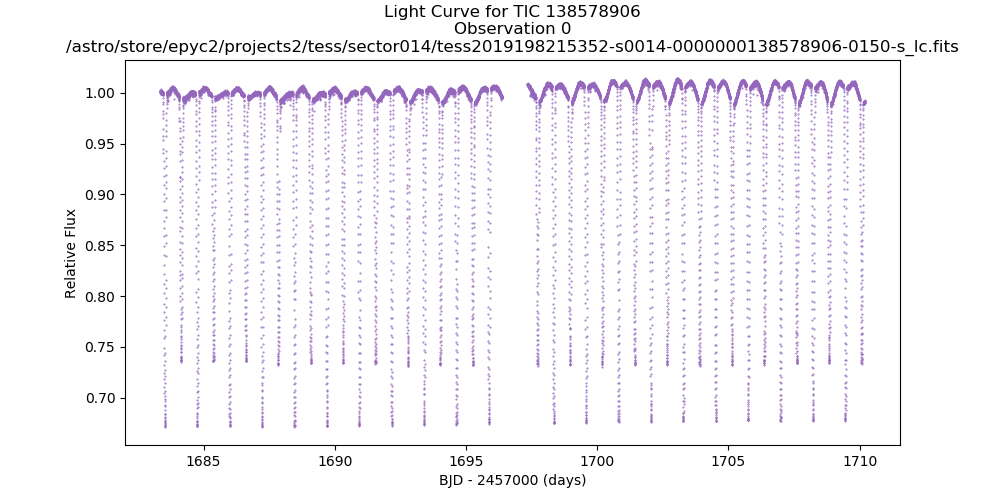 Light Curve for TIC 138578906
Observation 0
/astro/store/epyc2/projects2/tess/sector014/tess2019198215352-s0014-0000000138578906-0150-s_lc.fits
Relative Flux
1.00
0.95
0.90
0.85
0.80
0.75
0.70
1685
1690
1695
1700
1705
1710
BJD - 2457000 (days)